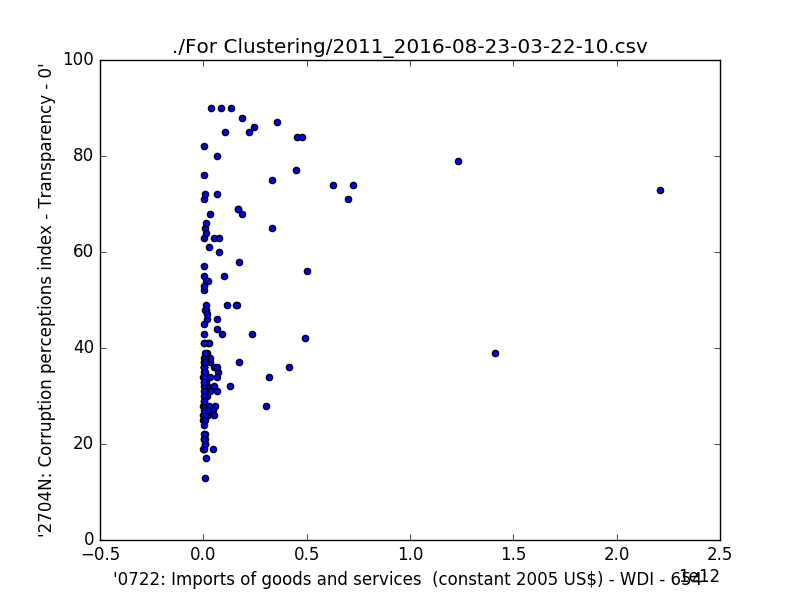 ./For Clustering/2011_2016-08-23-03-22-10.csv
100
80
60
40
20
0
'2704N: Corruption perceptions index - Transparency - 0'
−0.5 0.0 0.5 1.0 1.5 2.0 2.5
1e12
'0722: Imports of goods and services (constant 2005 US$) - WDI - 654